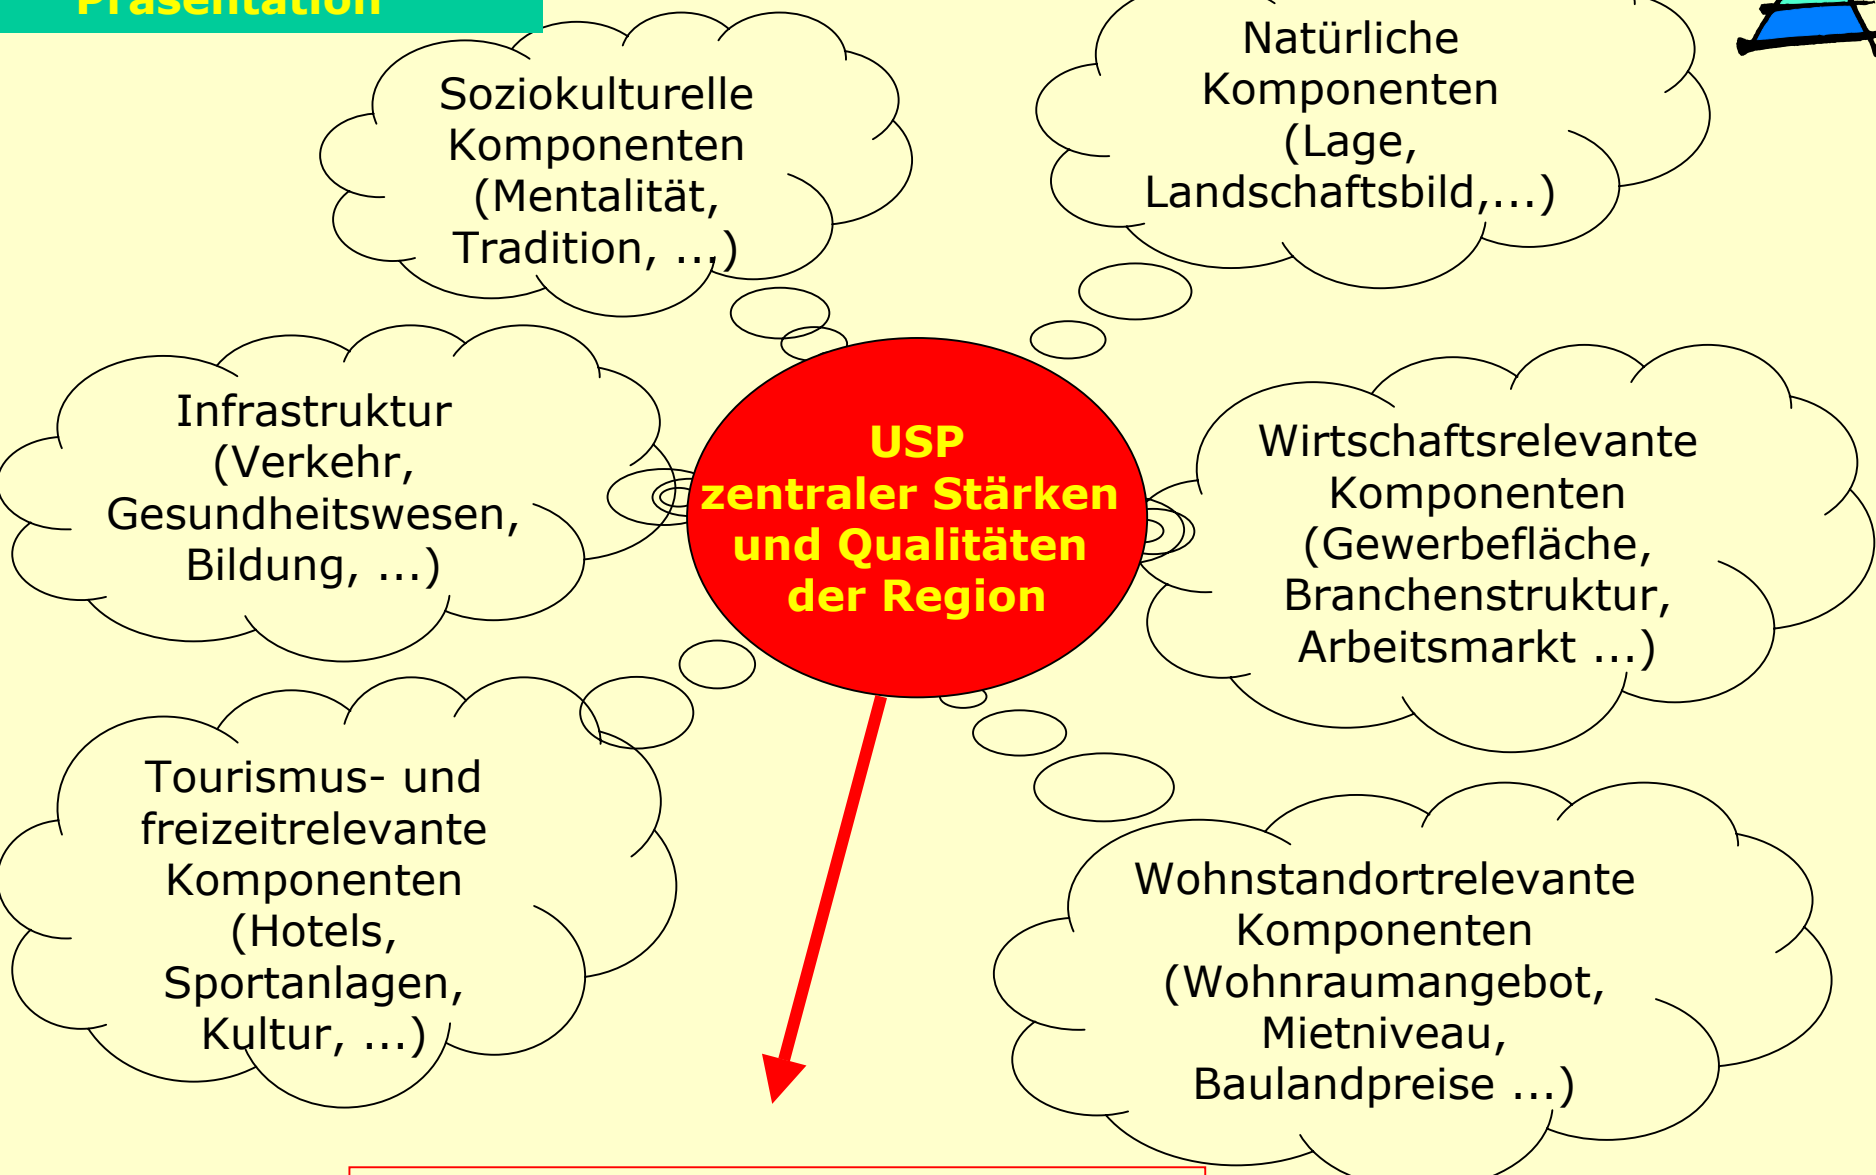 Präsentation
Soziokulturelle
Komponenten
(Mentalität,
Tradition, ...)
Natürliche
Komponenten
(Lage,
Landschaftsbild,...)
Infrastruktur
(Verkehr,
Gesundheitswesen,
Bildung, ...)
USP
zentraler Stärken
und Qualitäten
der Region
Wirtschaftsrelevante
Komponenten
(Gewerbefläche,
Branchenstruktur,
Arbeitsmarkt ...)
Tourismus- und
freizeitrelevante
Komponenten
(Hotels,
Sportanlagen,
Kultur, ...)
Wohnstandortrelevante
Komponenten
(Wohnraumangebot,
Mietniveau,
Baulandpreise ...)